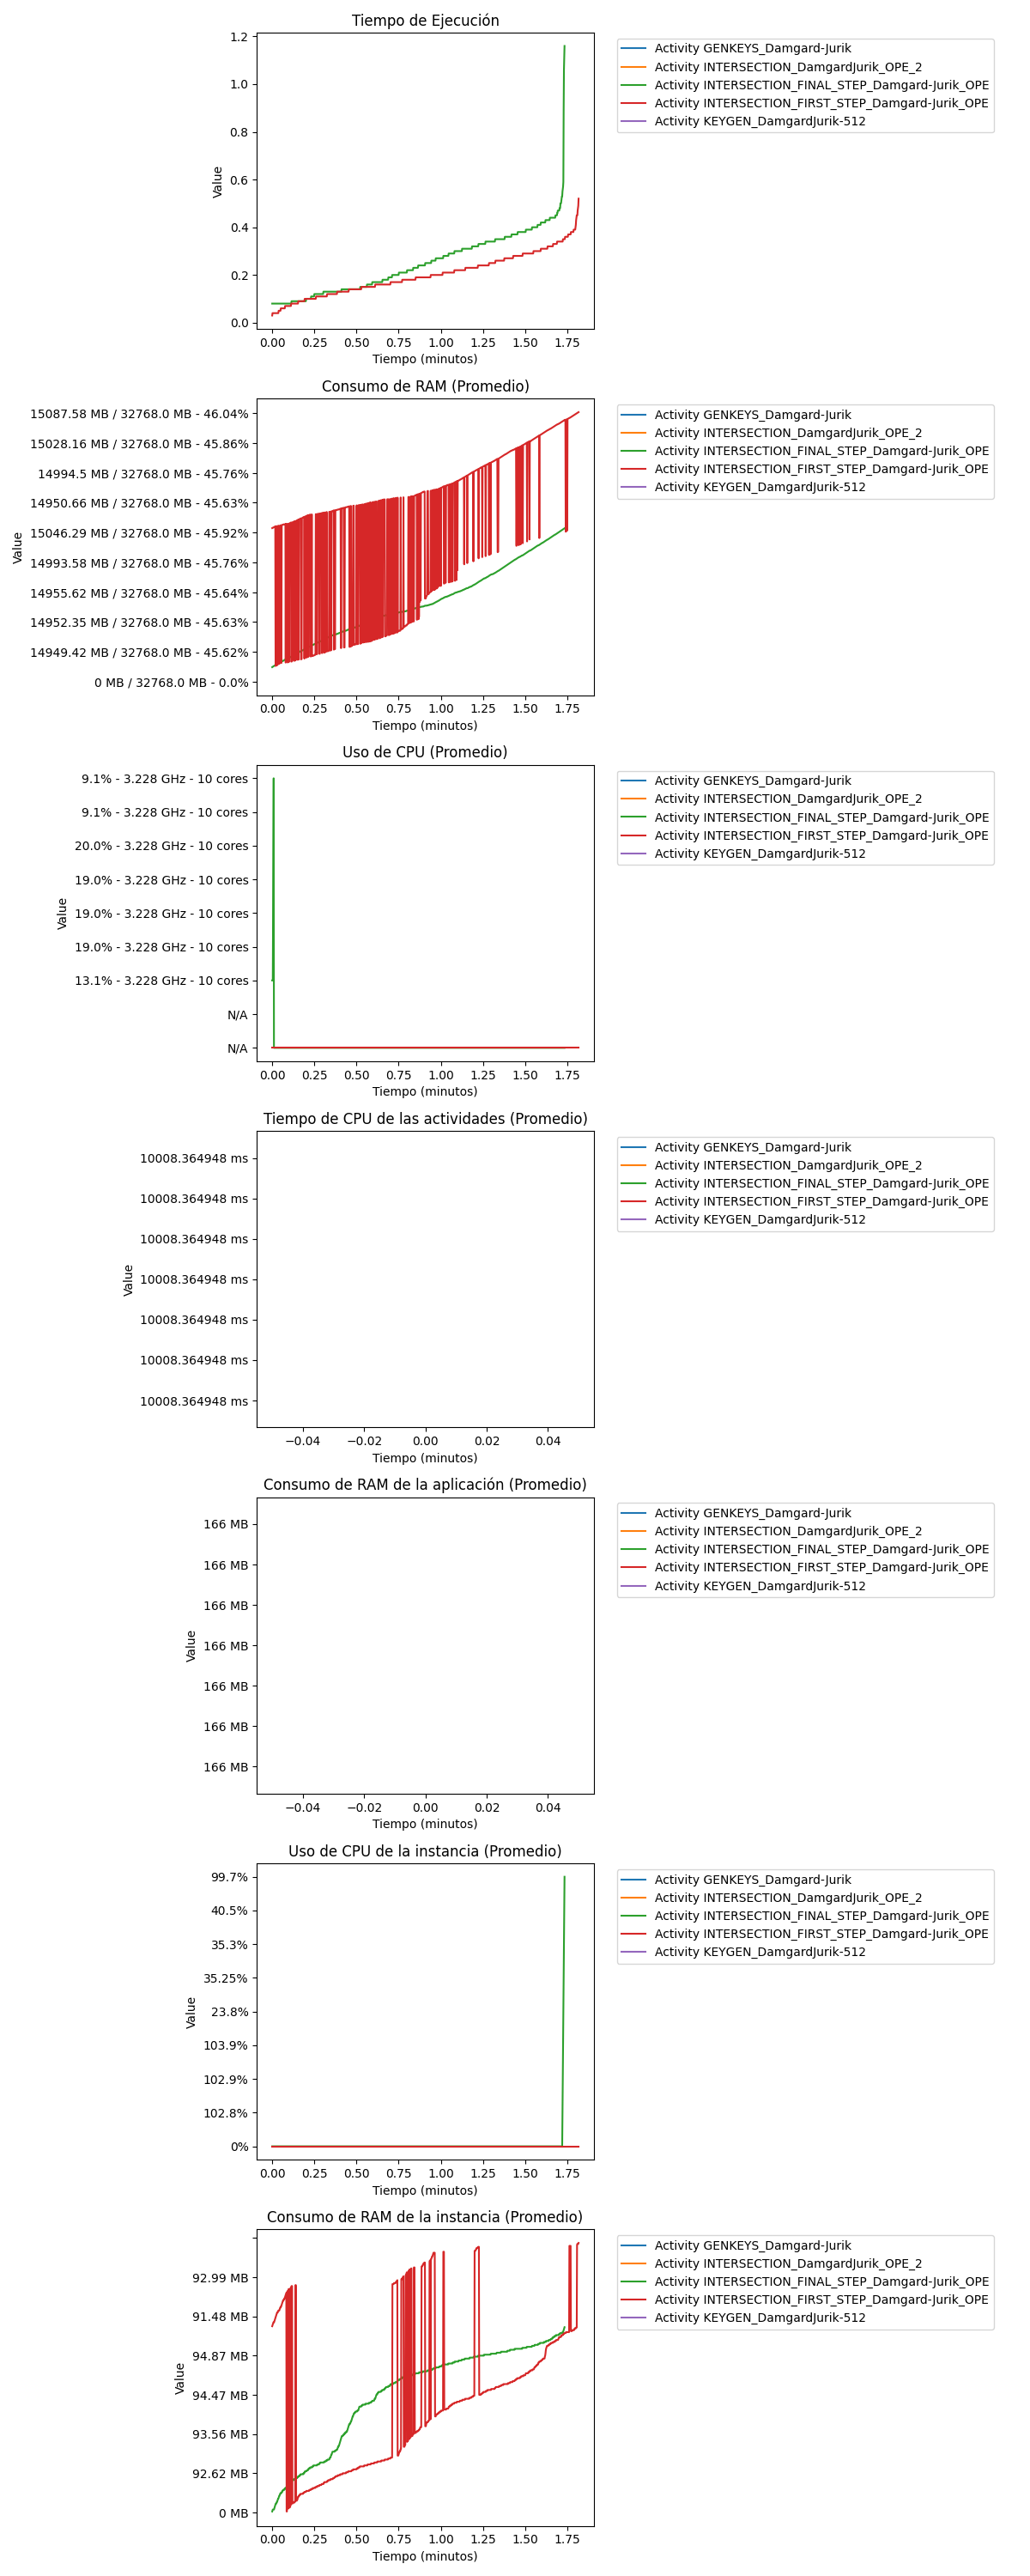 Tiempo de Ejecución
1.2
1.0
0.8
0.6
0.4
0.2
0.0
Value
0.00 0.25 0.50 0.75 1.00 1.25 1.50 1.75
Tiempo (minutos)
Activity GENKEYS_Damgard-Jurik
Activity INTERSECTION_DamgardJurik_OPE_2
Activity INTERSECTION_FINAL_STEP_Damgard-Jurik_OPE
Activity INTERSECTION_FIRST_STEP_Damgard-Jurik_OPE
Activity KEYGEN_DamgardJurik-512
Consumo de RAM (Promedio)
15087.58 MB / 32768.0 MB - 46.04%
15028.16 MB / 32768.0 MB - 45.86%
14994.5 MB / 32768.0 MB - 45.76%
14950.66 MB / 32768.0 MB - 45.63%
15046.29 MB / 32768.0 MB - 45.92%
14993.58 MB / 32768.0 MB - 45.76%
14955.62 MB / 32768.0 MB - 45.64%
14952.35 MB / 32768.0 MB - 45.63%
14949.42 MB / 32768.0 MB - 45.62%
0 MB / 32768.0 MB - 0.0%
Value
0.00 0.25 0.50 0.75 1.00 1.25 1.50 1.75
Tiempo (minutos)
Activity GENKEYS_Damgard-Jurik
Activity INTERSECTION_DamgardJurik_OPE_2
Activity INTERSECTION_FINAL_STEP_Damgard-Jurik_OPE
Activity INTERSECTION_FIRST_STEP_Damgard-Jurik_OPE
Activity KEYGEN_DamgardJurik-512
Uso de CPU (Promedio)
9.1% - 3.228 GHz - 10 cores
9.1% - 3.228 GHz - 10 cores
20.0% - 3.228 GHz - 10 cores
19.0% - 3.228 GHz - 10 cores
19.0% - 3.228 GHz - 10 cores
19.0% - 3.228 GHz - 10 cores
13.1% - 3.228 GHz - 10 cores
N/A
N/A
Value
0.00 0.25 0.50 0.75 1.00 1.25 1.50 1.75
Tiempo (minutos)
Activity GENKEYS_Damgard-Jurik
Activity INTERSECTION_DamgardJurik_OPE_2
Activity INTERSECTION_FINAL_STEP_Damgard-Jurik_OPE
Activity INTERSECTION_FIRST_STEP_Damgard-Jurik_OPE
Activity KEYGEN_DamgardJurik-512
Tiempo de CPU de las actividades (Promedio)
10008.364948 ms
10008.364948 ms
10008.364948 ms
10008.364948 ms
10008.364948 ms
10008.364948 ms
10008.364948 ms
Value
−0.04 −0.02 0.00 0.02 0.04
Tiempo (minutos)
Activity GENKEYS_Damgard-Jurik
Activity INTERSECTION_DamgardJurik_OPE_2
Activity INTERSECTION_FINAL_STEP_Damgard-Jurik_OPE
Activity INTERSECTION_FIRST_STEP_Damgard-Jurik_OPE
Activity KEYGEN_DamgardJurik-512
Consumo de RAM de la aplicación (Promedio)
166 MB
166 MB
166 MB
166 MB
166 MB
166 MB
166 MB
Value
−0.04 −0.02 0.00 0.02 0.04
Tiempo (minutos)
Activity GENKEYS_Damgard-Jurik
Activity INTERSECTION_DamgardJurik_OPE_2
Activity INTERSECTION_FINAL_STEP_Damgard-Jurik_OPE
Activity INTERSECTION_FIRST_STEP_Damgard-Jurik_OPE
Activity KEYGEN_DamgardJurik-512
Uso de CPU de la instancia (Promedio)
99.7%
40.5%
35.3%
35.25%
23.8%
103.9%
102.9%
102.8%
0%
Value
0.00 0.25 0.50 0.75 1.00 1.25 1.50 1.75
Tiempo (minutos)
Activity GENKEYS_Damgard-Jurik
Activity INTERSECTION_DamgardJurik_OPE_2
Activity INTERSECTION_FINAL_STEP_Damgard-Jurik_OPE
Activity INTERSECTION_FIRST_STEP_Damgard-Jurik_OPE
Activity KEYGEN_DamgardJurik-512
Consumo de RAM de la instancia (Promedio)
92.99 MB
91.48 MB
94.87 MB
94.47 MB
93.56 MB
92.62 MB
0 MB
Value
0.00 0.25 0.50 0.75 1.00 1.25 1.50 1.75
Tiempo (minutos)
Activity GENKEYS_Damgard-Jurik
Activity INTERSECTION_DamgardJurik_OPE_2
Activity INTERSECTION_FINAL_STEP_Damgard-Jurik_OPE
Activity INTERSECTION_FIRST_STEP_Damgard-Jurik_OPE
Activity KEYGEN_DamgardJurik-512